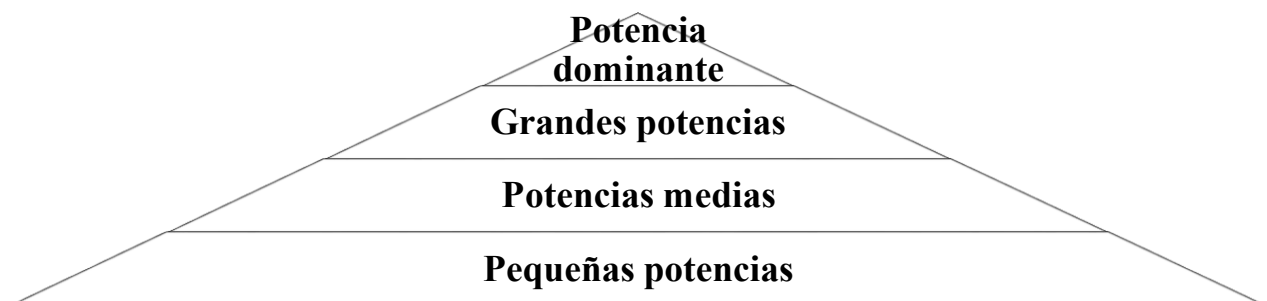 Potencia
dominante
Grandes potencias
Potencias medias
Pequeñas potencias